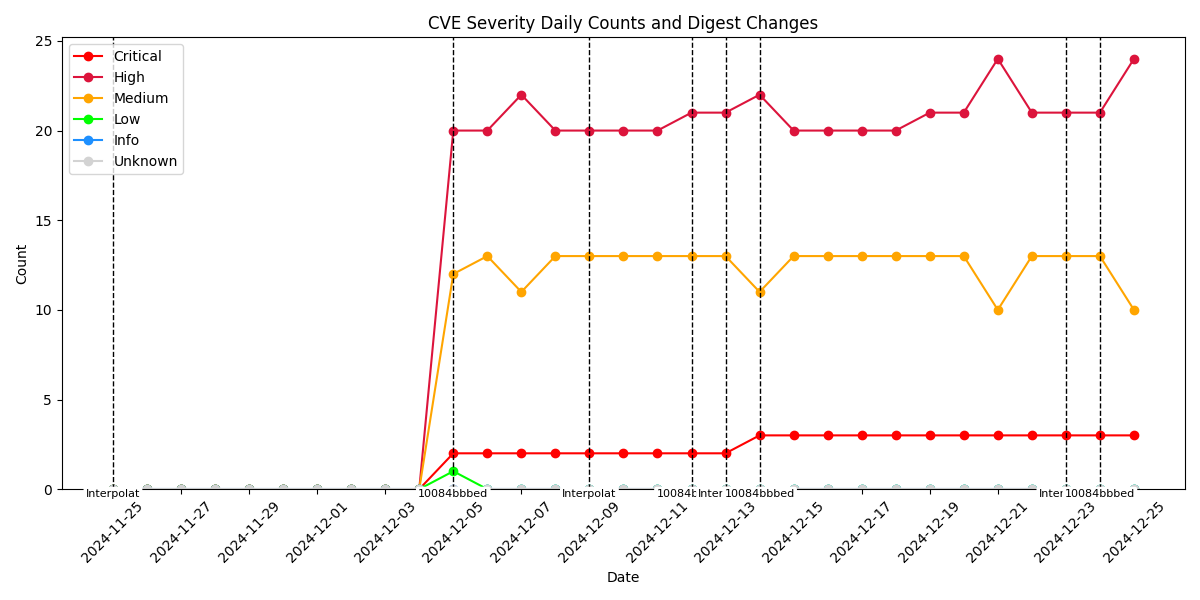 CVE Severity Daily Counts and Digest Changes
Critical
High
Medium
Low
Info
Unknown
25
20
15
10
5
0
Count
Interpolat
10084bbbed
Interpolat
10084b
Inter
10084bbbed
Inter
10084bbbed
2024-11-25
2024-11-27
2024-11-29
2024-12-01
2024-12-03
2024-12-05
2024-12-07
2024-12-09
2024-12-11
2024-12-13
2024-12-15
2024-12-17
2024-12-19
2024-12-21
2024-12-23
2024-12-25
Date